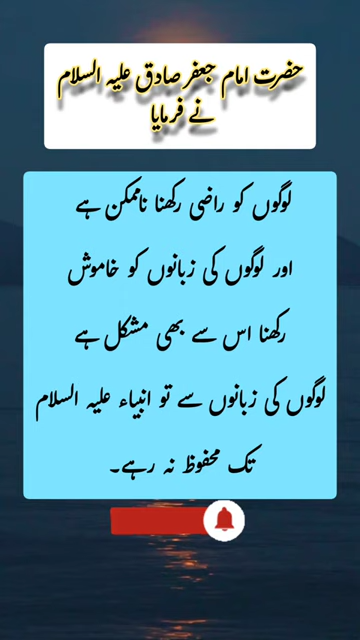 حضرت امام جعفر صادق علیہ السلام
نے فرمایا
لوگوں کو راضی رکھنا ناممکن ہے
اور لوگوں کی زبانوں کو خاموش
رکھنا اس سے بھی مشکل ہے
لوگوں کی زبانوں سے تو انبیاء علیہ السلام
تک محفوظ نہ رہے۔